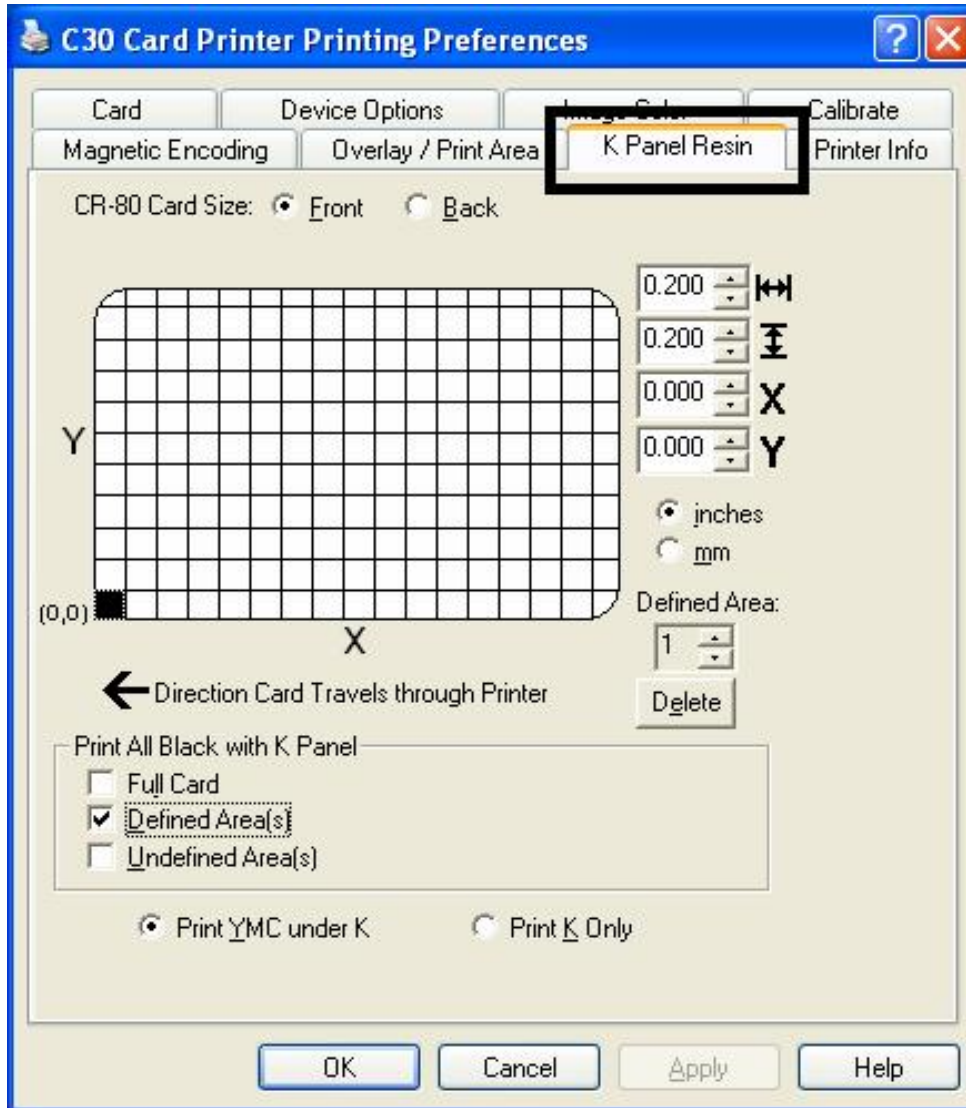 C30 Card Printer Printing Preferences
Card Device Options Calibrate
Magnetic Encoding Overlay / Print Area K Panel Resin Printer Info
CR-80 Card Size: Front Back
0.200
0.200
0.000 X
0.000 Y
Y
inches
mm
(0,0)
Defined Area:
X
1
Direction Card Travels through Printer
Delete
Print All Black with K Panel
Full Card
Defined Area(s)
Undefined Area(s)
Print YMC under K Print K Only
OK Cancel Apply Help